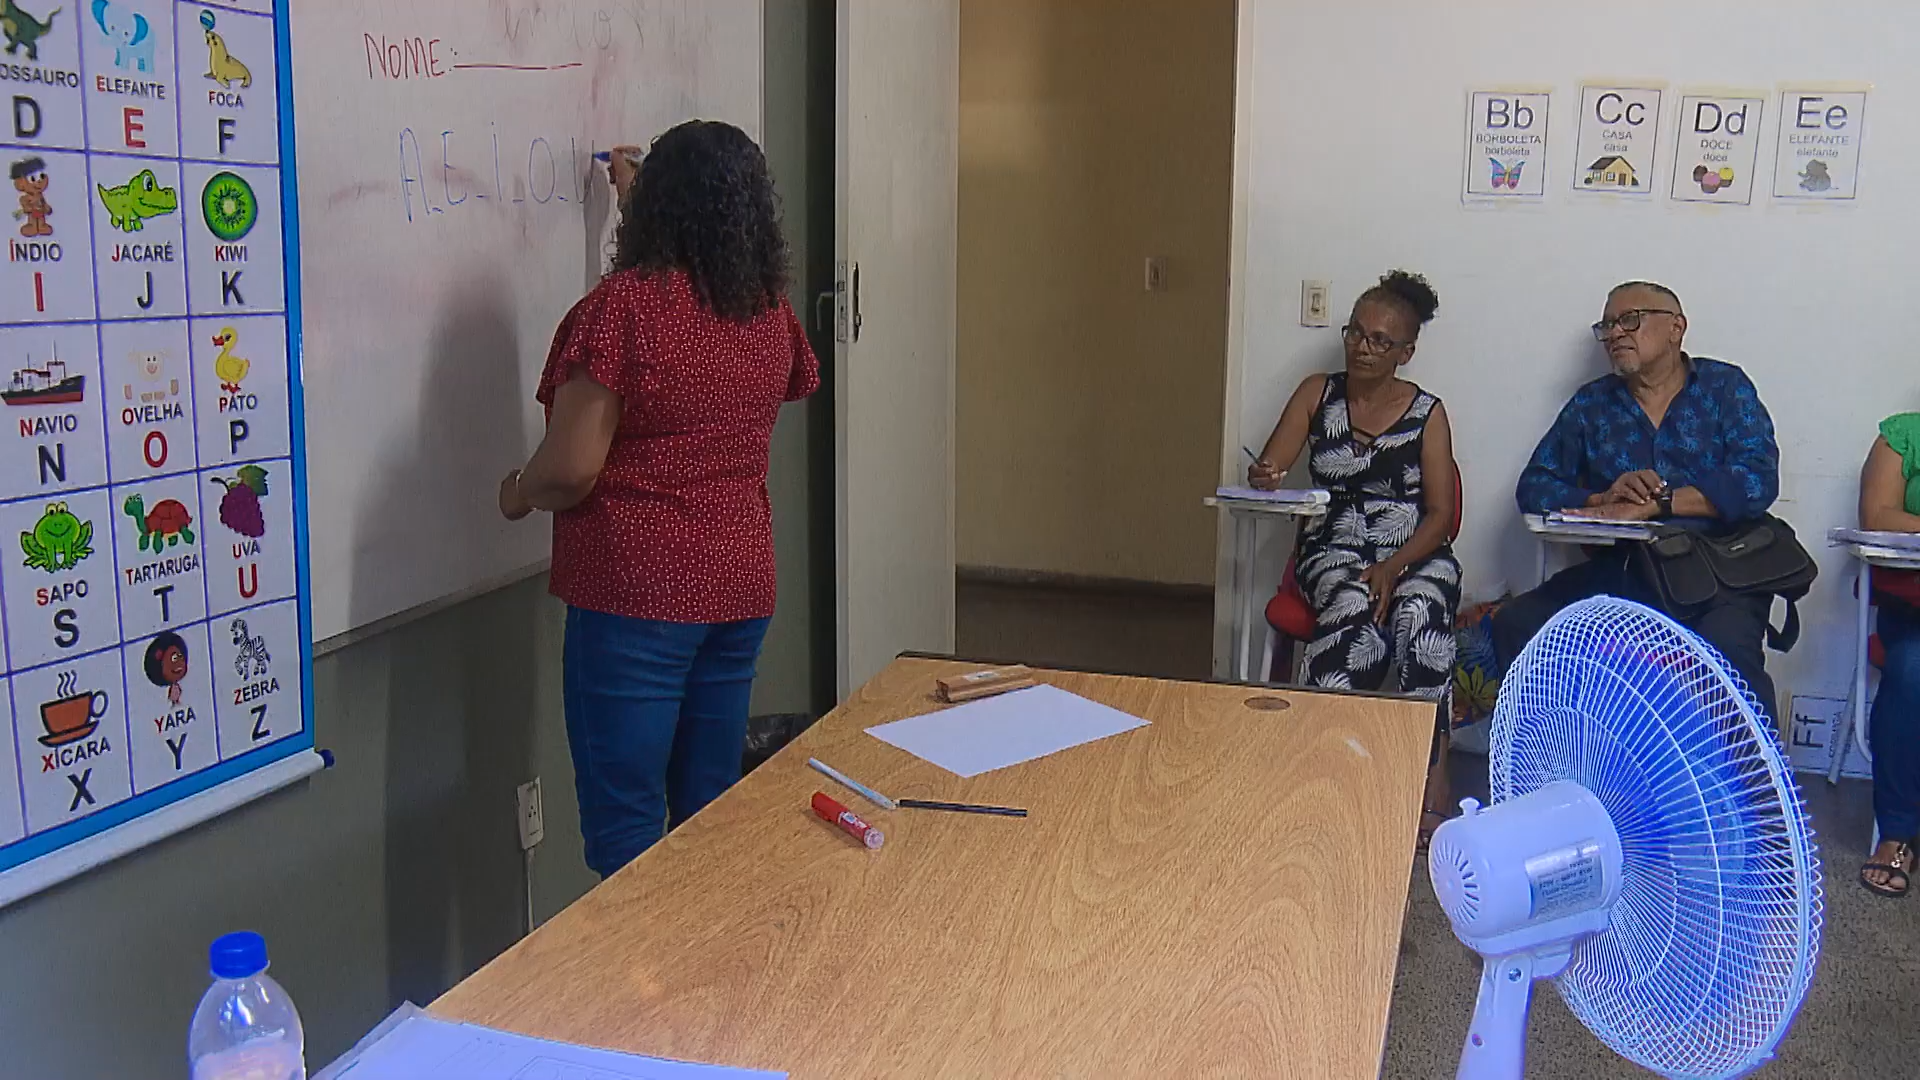 ELEFANTE
E
FOCA
F
D
ÍNDIO
I
JACARÉ
J
KIWI
K
NAVIO
N
OVELHA
O
PATO
P
SAPO
S
TARTARUGA
T
UVA
U
XÍCARA
X
YARA
Y
ZEBRA
Z
NOME:
A_E_I_O_U
Bb
BORBOLETA
borboleta
Cc
CASA
casa
Dd
DOCE
doce
Ee
ELEFANTE
elefante
Ff